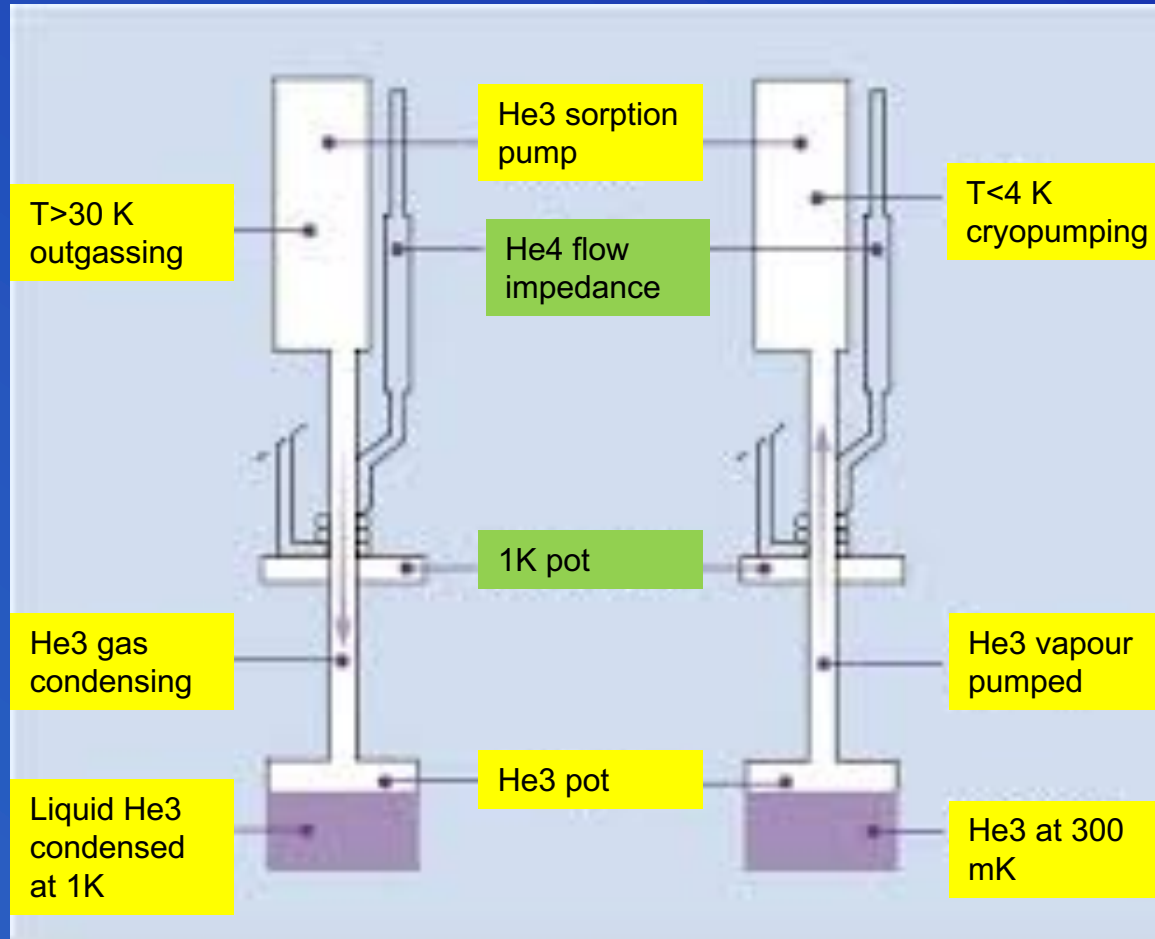 He3 sorption
pump
T>30 K
outgassing
T<4 K
cryopumping
He4 flow
impedance
1K pot
He3 gas
condensing
He3 vapour
pumped
He3 pot
Liquid He3
condensed
at 1K
He3 at 300
mK